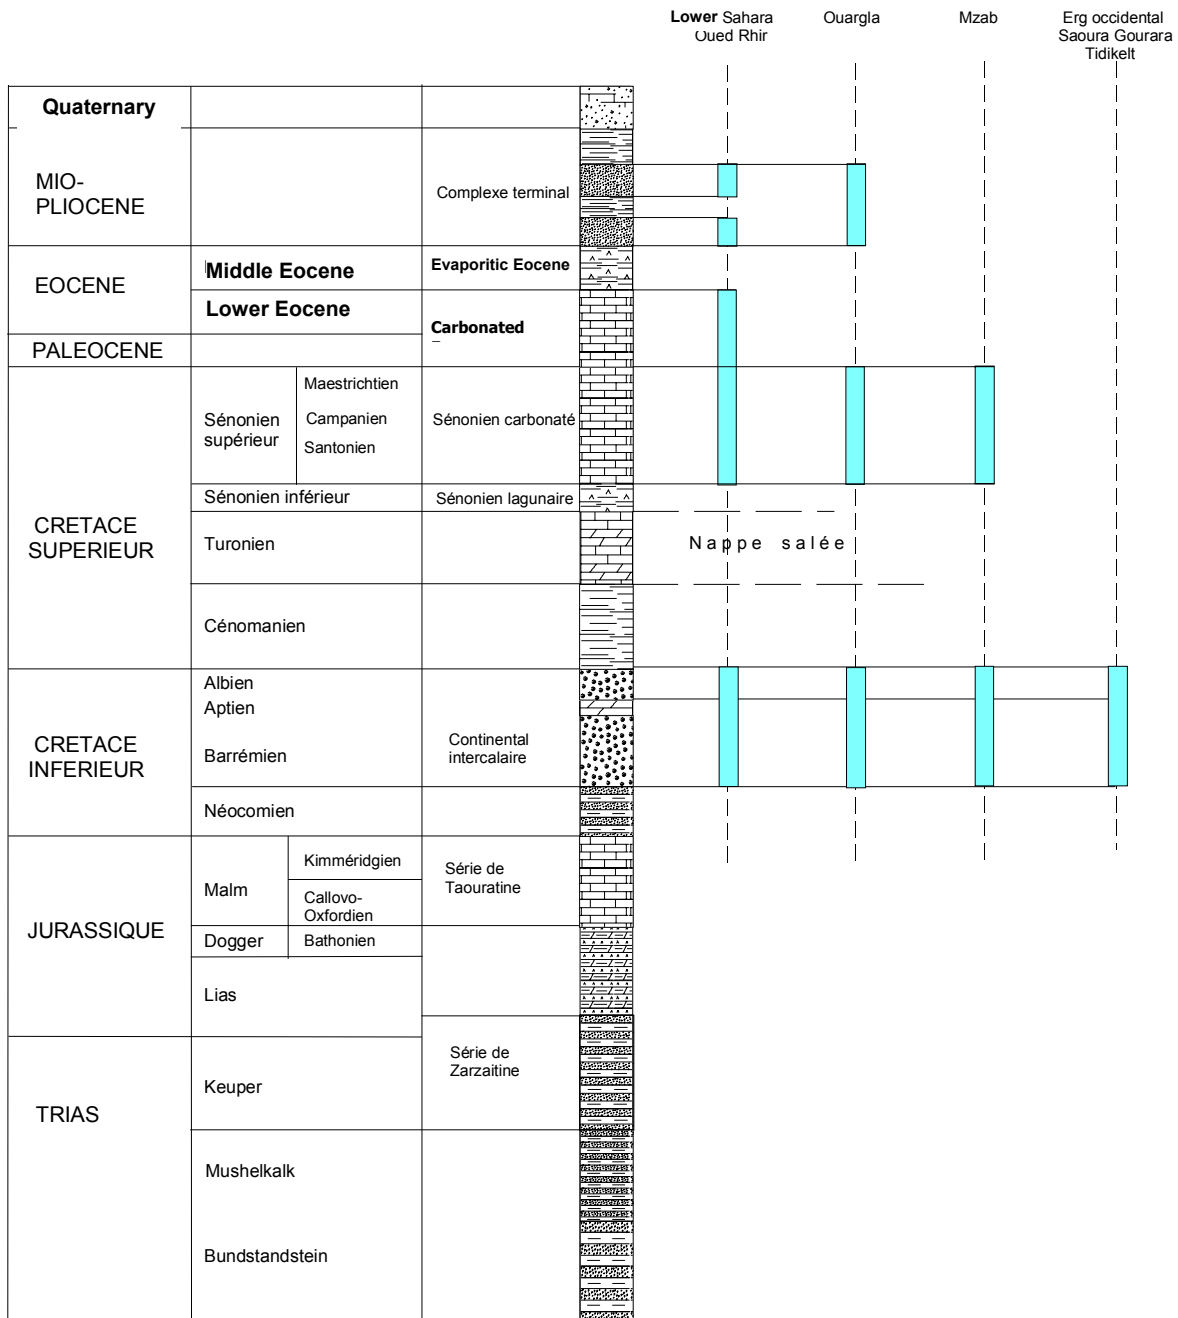 Lower Sahara
Oued Rhir
Ouargla
Mzab
Erg occidental
Saoura Gourara
Tidikelt
Quaternary
MIO-
PLIOCENE
Complexe terminal
EOCENE
Middle Eocene
Evaporitic Eocene
Lower Eocene
Carbonated
PALEOCENE
CRETACE
SUPERIEUR
Sénonien
supérieur
Maestrichtien
Campanien
Santonien
Sénonien carbonaté
Sénonien inférieur
Sénonien lagunaire
Turonien
Nappe salée
Cénomanien
CRETACE
INFERIEUR
Albien
Aptien
Barrémien
Continental
intercalaire
Néocomien
JURASSIQUE
Malm
Kimméridgien
Callovo-
Oxfordien
Série de
Taouratine
Dogger
Bathonien
Lias
TRIAS
Keuper
Série de
Zarzaitine
Mushelkalk
Bundstandstein